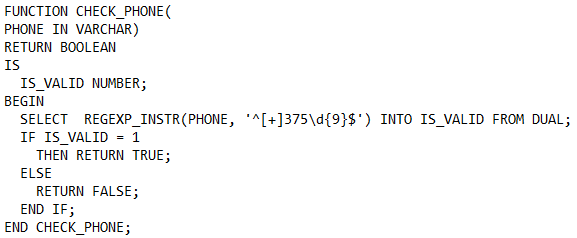 FUNCTION CHECK_PHONE(
PHONE IN VARCHAR)
RETURN BOOLEAN
IS
  IS_VALID NUMBER;
BEGIN
  SELECT  REGEXP_INSTR(PHONE, '^[+]375\d{9}$') INTO IS_VALID FROM DUAL;
  IF IS_VALID = 1
    THEN RETURN TRUE;
  ELSE
    RETURN FALSE;
  END IF;
END CHECK_PHONE;